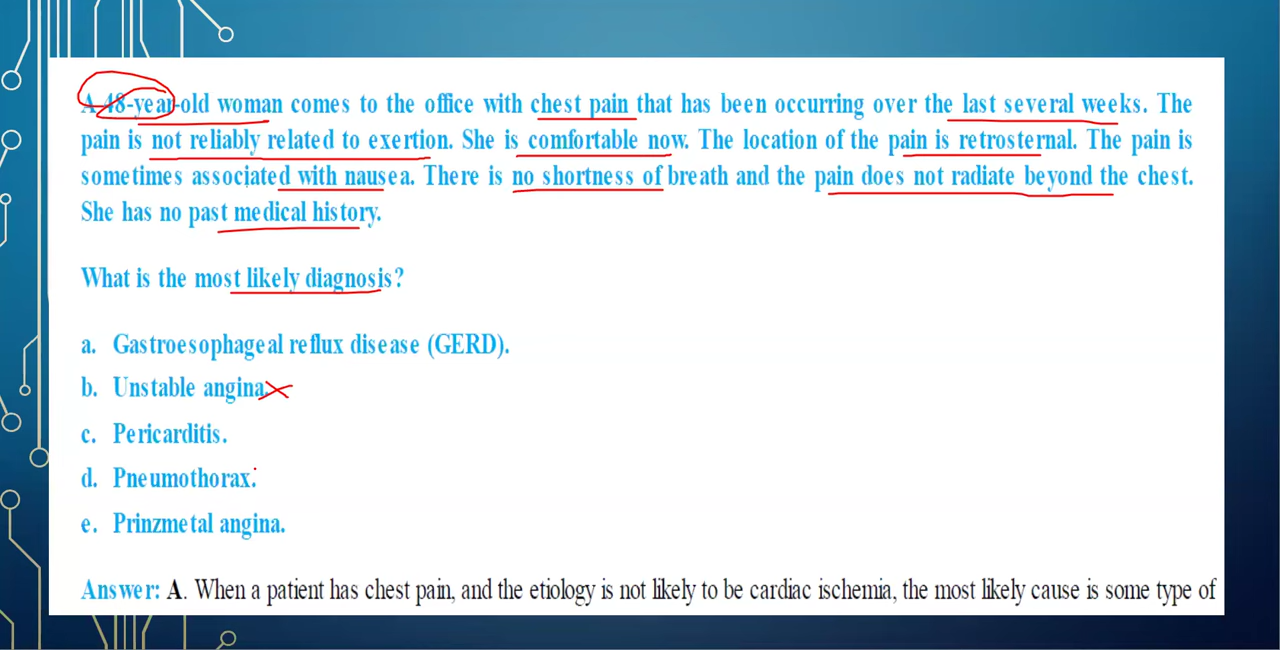 A 48-year-old woman comes to the office with chest pain that has been occurring over the last several weeks. The
pain is not reliably related to exertion. She is comfortable now. The location of the pain is retrosternal. The pain is
sometimes associated with nausea. There is no shortness of breath and the pain does not radiate beyond the chest.
She has no past medical history.
What is the most likely diagnosis?
a. Gastroesophageal reflux disease (GERD).
b. Unstable angina.
c. Pericarditis.
d. Pneumothorax.
e. Prinzmetal angina.
Answer: A. When a patient has chest pain, and the etiology is not likely to be cardiac ischemia, the most likely cause is some type of